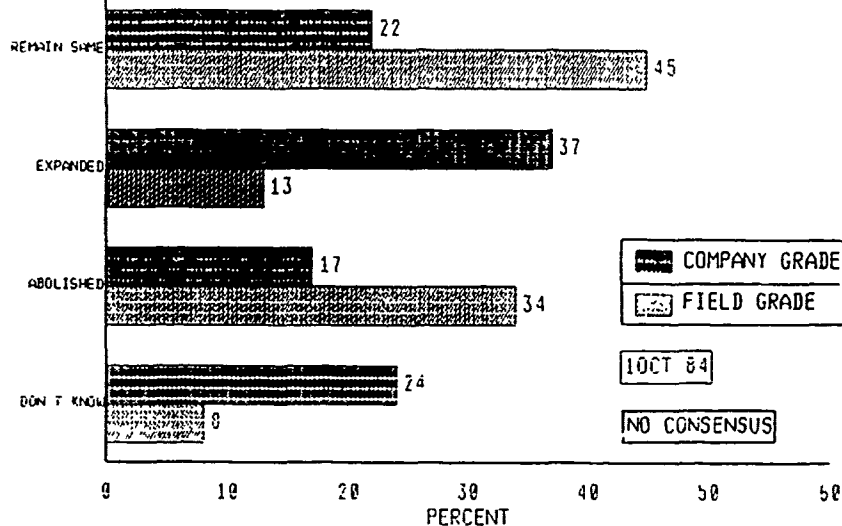 REMAIN SAME
22
45
EXPANDED
37
13
ABOLISHED
17
34
DON T KNOW
24
8
COMPANY GRADE
FIELD GRADE
1OCT 84
NO CONSENSUS
0 10 20 30 40 50 60
PERCENT